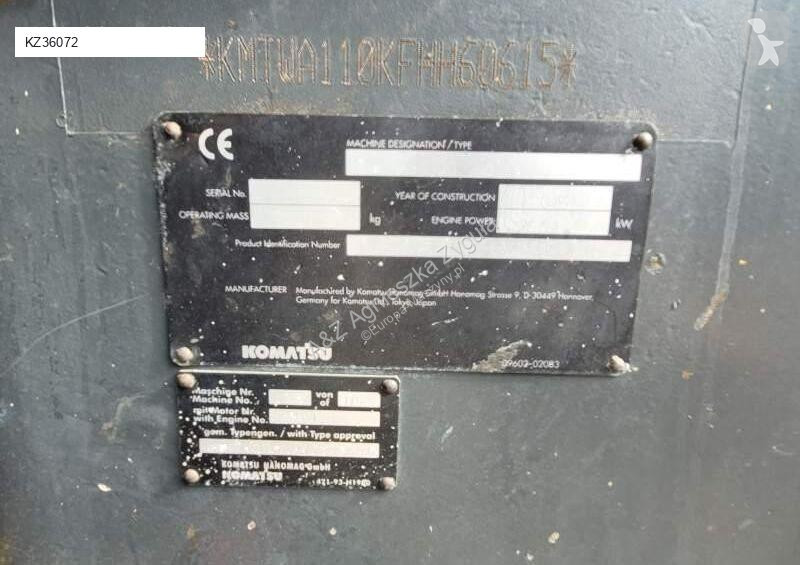 KZ36072
*KMTWA110KFHH60615*
CE
MACHINE DESIGNATION / TYPE
SERIAL No.
YEAR OF CONSTRUCTION
OPERATING MASS kg
ENGINE POWER kW
Product Identification Number
MANUFACTURER Manufactured by Komatsu Hanomag GmbH Hanomag Strasse 9, D-30449 Hannover,
Germany for Komatsu Ltd., Tokyo, Japan
KOMATSU
09602-02083
A&Z Agnieszka Zyguła
Maschine Nr. von
Machine No. of
mit Motor Nr.
with Engine No.
gem. Typengen. / with Type approval
KOMATSU HANOMAG GmbH
KOMATSU